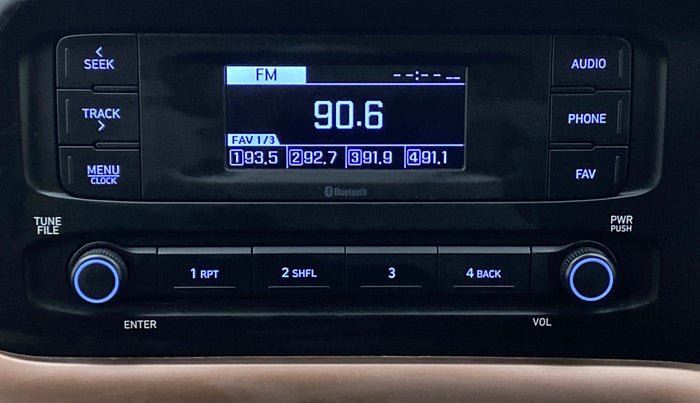 < SEEK
TRACK >
MENU
CLOCK
FM --:-- --
90.6
FAV 1/3
1 93.5 2 92.7 3 91.9 4 91.1
Bluetooth
AUDIO
PHONE
FAV
TUNE
FILE
PWR
PUSH
1 RPT 2 SHFL 3 4 BACK
ENTER
VOL